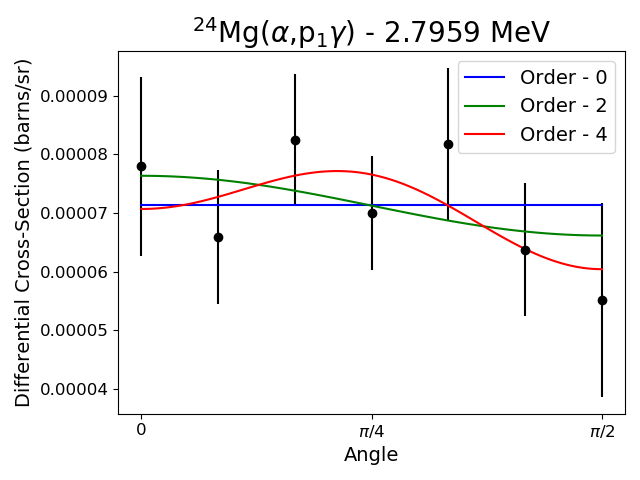 ²⁴Mg(α,p₁γ) - 2.7959 MeV
Differential Cross-Section (barns/sr)
0.00009
0.00008
0.00007
0.00006
0.00005
0.00004
Order - 0
Order - 2
Order - 4
0
π/4
π/2
Angle